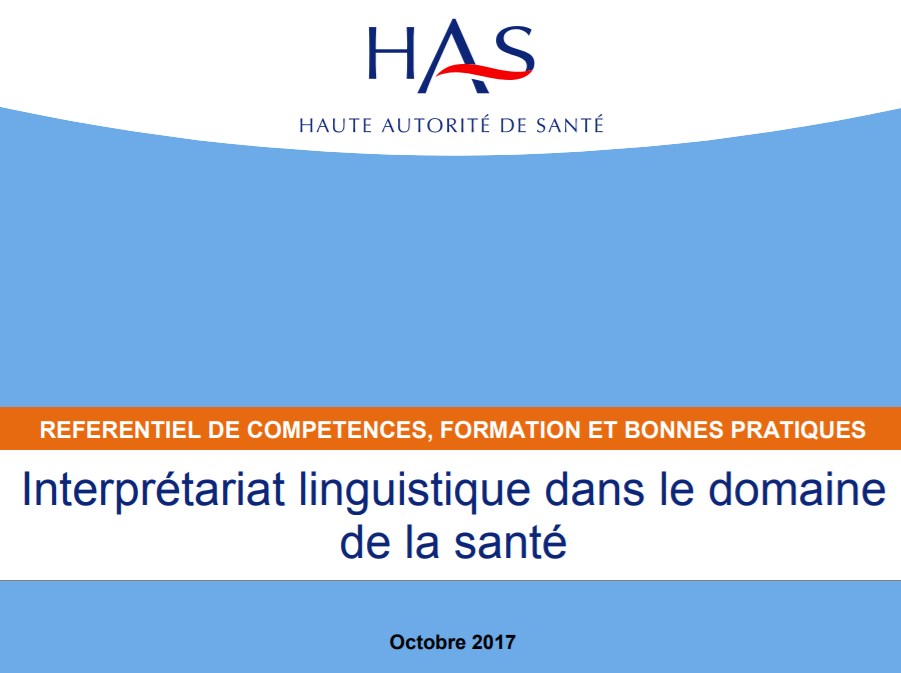 HAS
HAUTE AUTORITÉ DE SANTÉ
REFERENTIEL DE COMPETENCES, FORMATION ET BONNES PRATIQUES
Interprétariat linguistique dans le domaine
de la santé
Octobre 2017